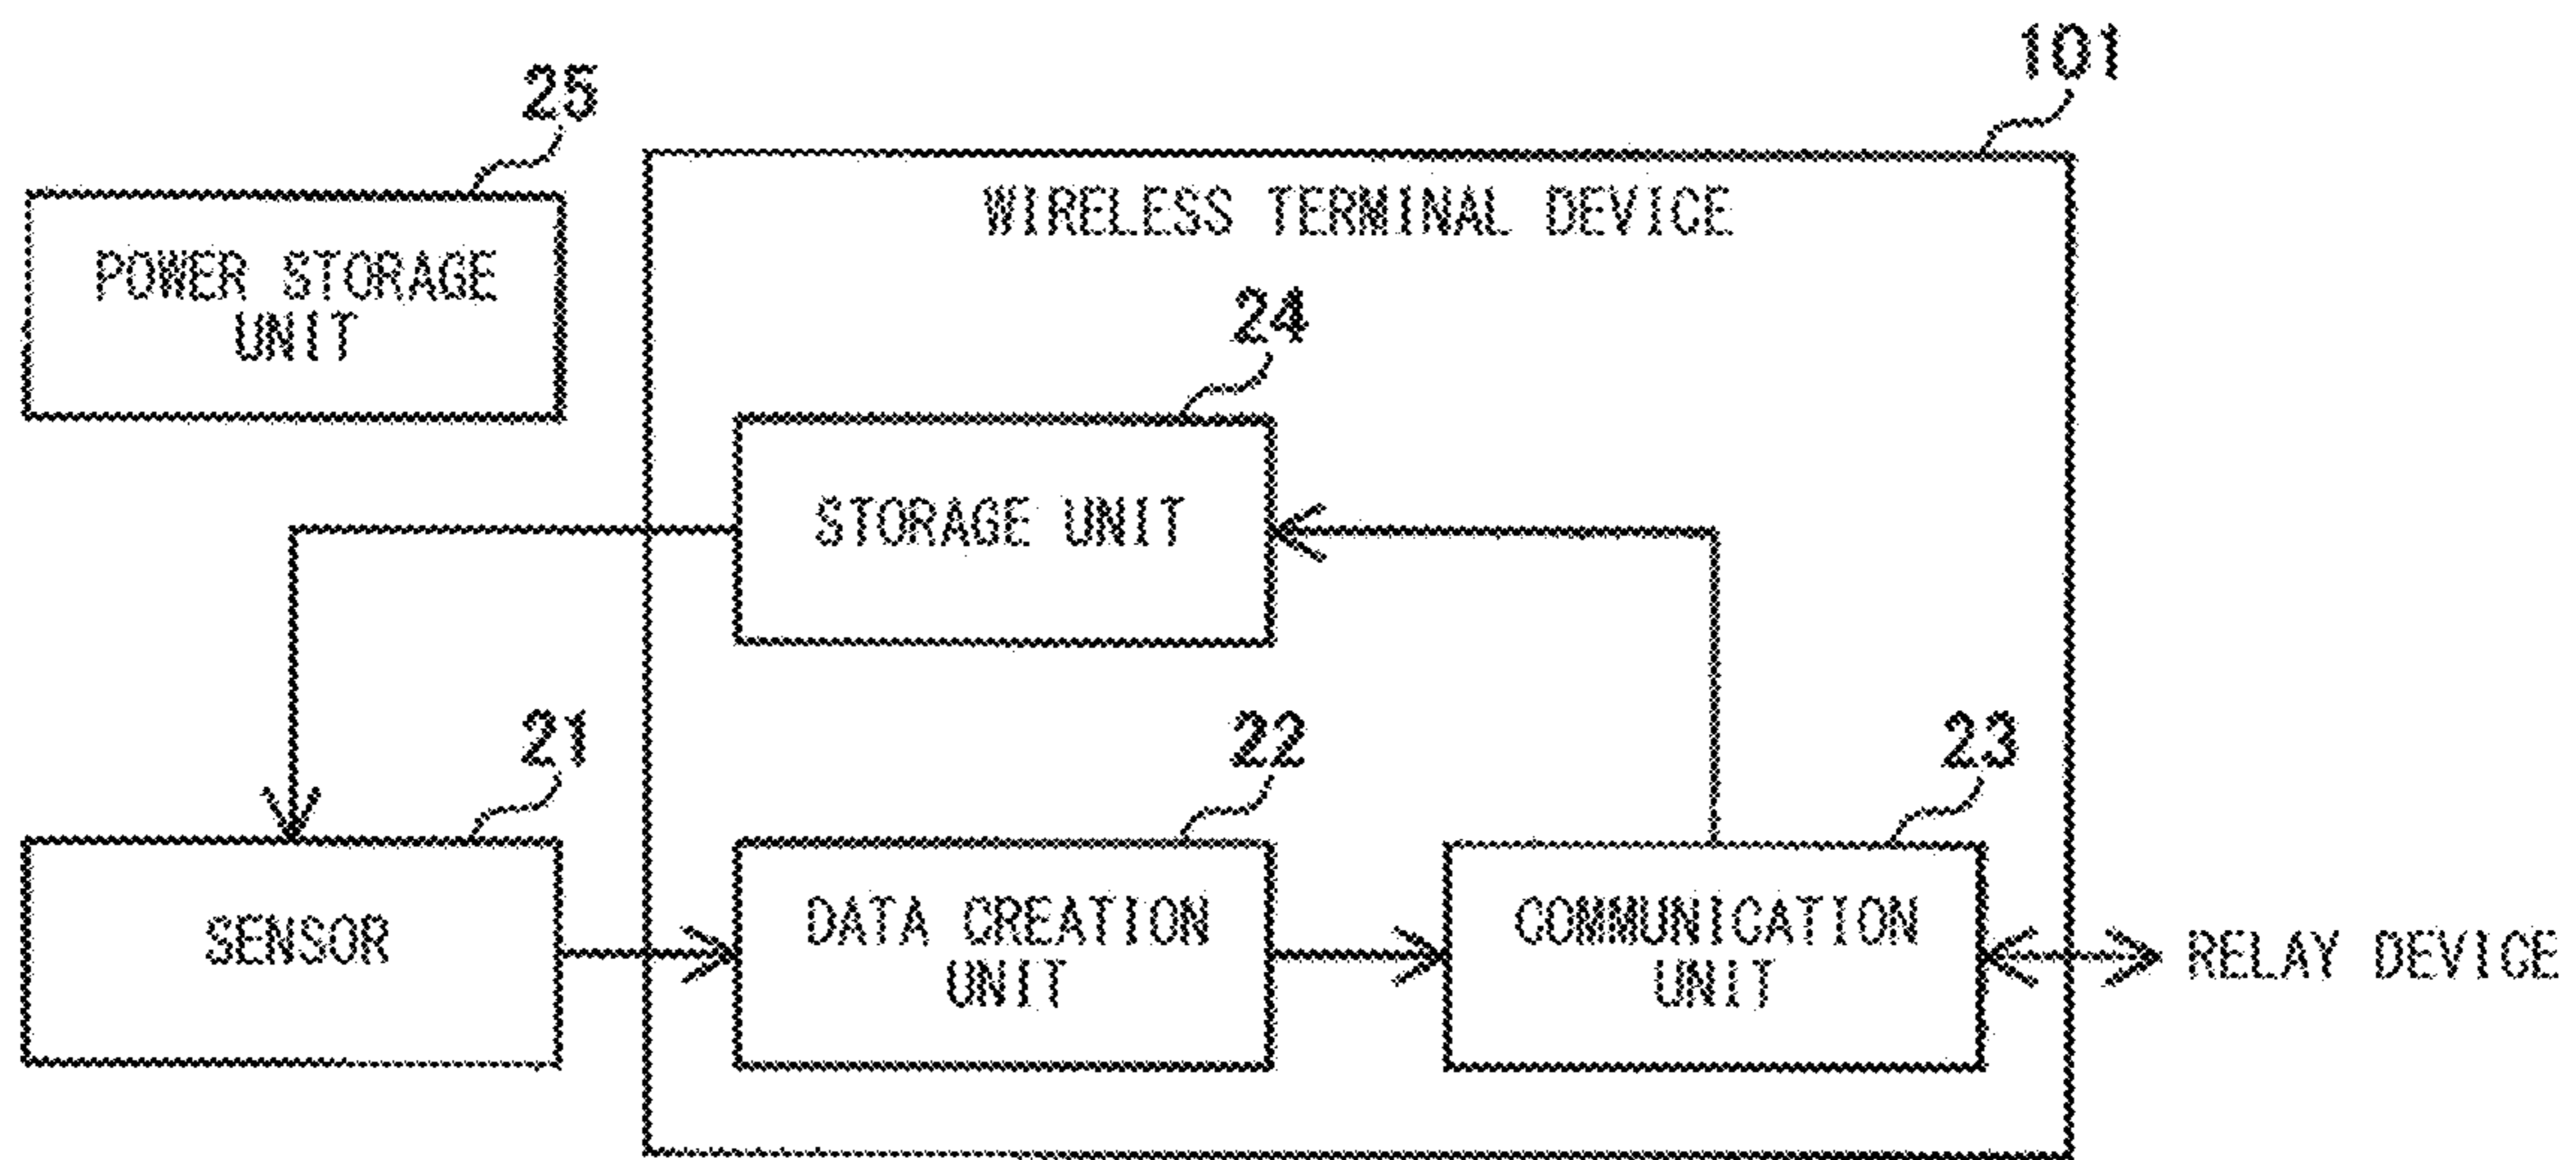 101
25
WIRELESS TERMINAL DEVICE
POWER STORAGE
UNIT
24
STORAGE UNIT
21
22
23
SENSOR
DATA CREATION
UNIT
COMMUNICATION
UNIT
RELAY DEVICE